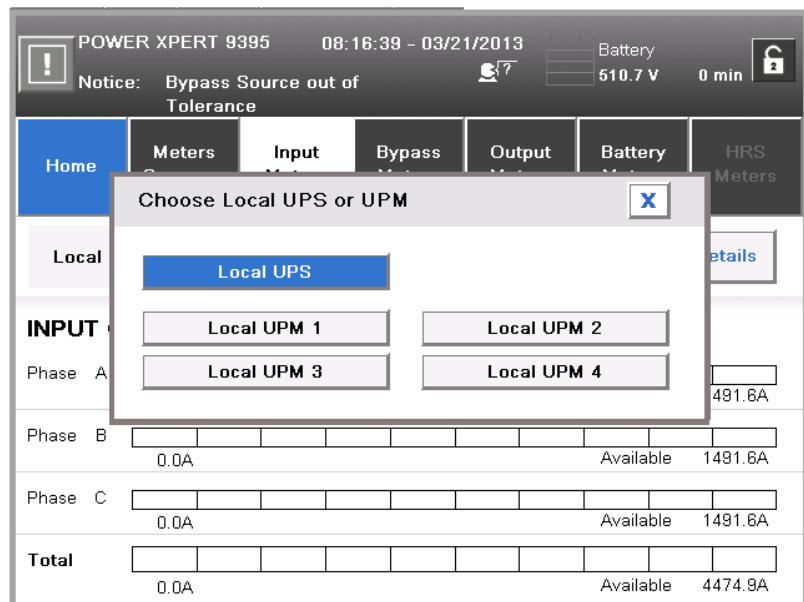 POWER XPERT 9395 08:16:39 - 03/21/2013 Battery
! ? 510.7 V 0 min 2
Notice: Bypass Source out of
Tolerance
Home Meters Input Bypass Output Battery HRS
Meters
Choose Local UPS or UPM X
Local
Local UPS
Local UPM 1 Local UPM 2
Local UPM 3 Local UPM 4
INPUT
Phase A
491.6A
Phase B
0.0A Available 1491.6A
Phase C
0.0A Available 1491.6A
Total
0.0A Available 4474.9A